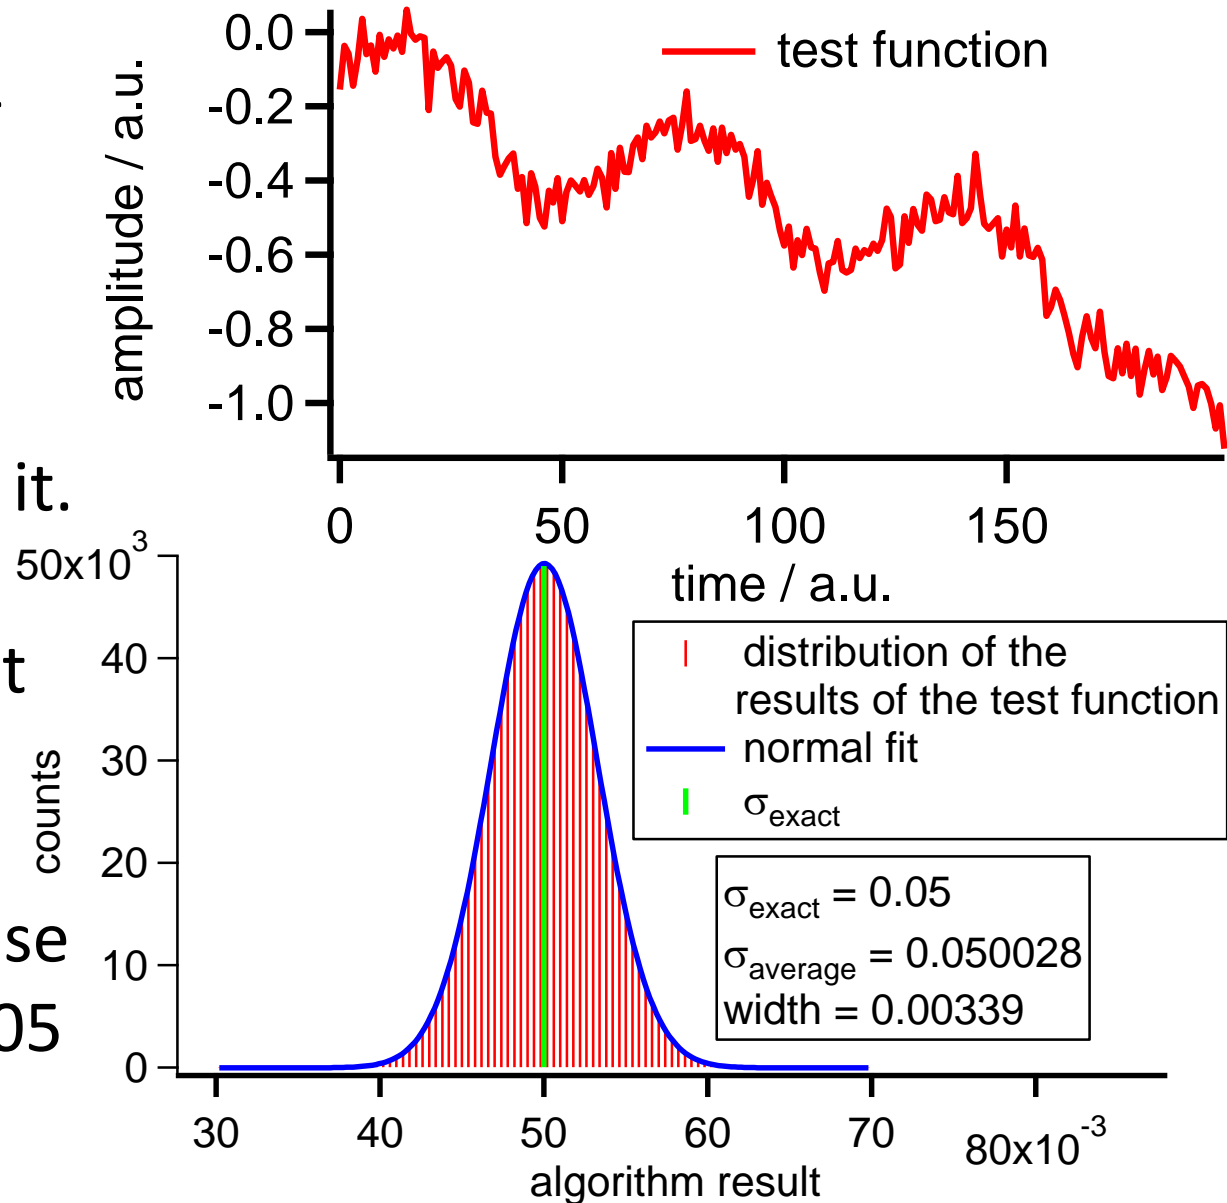 0.0
-0.2
-0.4
-0.6
-0.8
-1.0
amplitude / a.u.
test function
0 50 100 150
time / a.u.
it.
t
se
05
50x10³
40
30
20
10
0
counts
distribution of the
results of the test function
normal fit
σexact
σexact = 0.05
σaverage = 0.050028
width = 0.00339
30 40 50 60 70 80x10⁻³
algorithm result